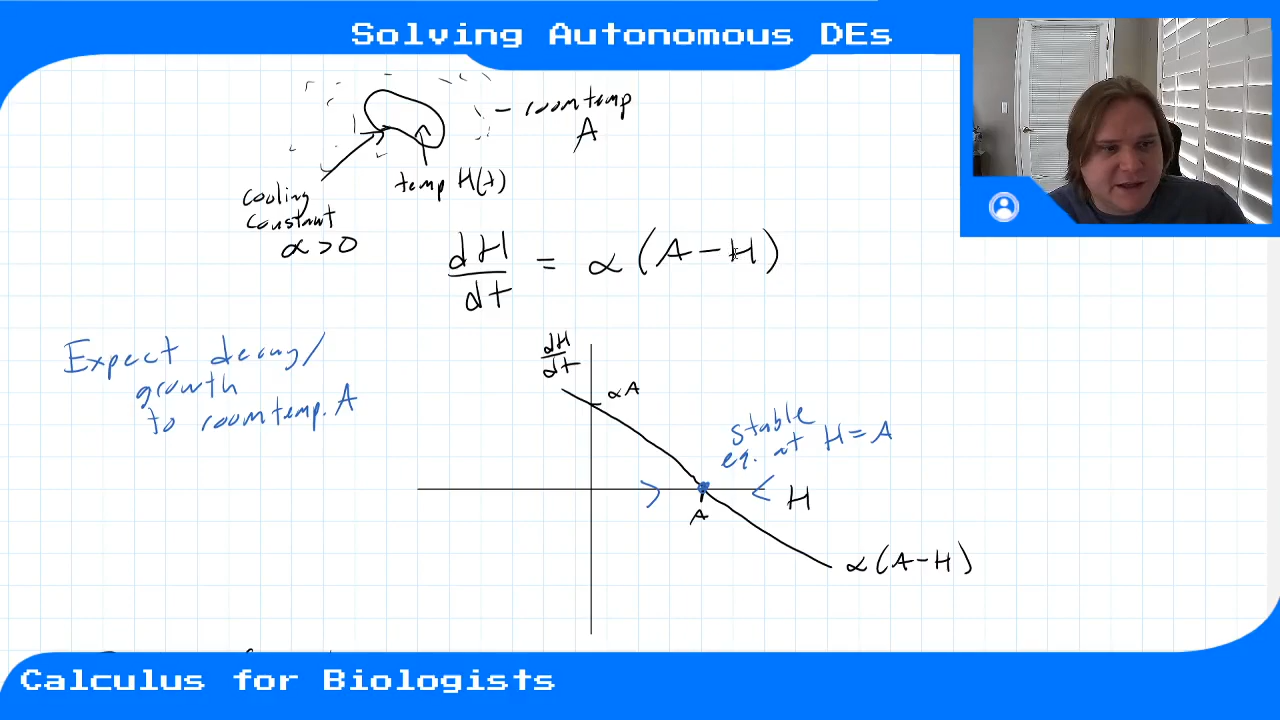 Solving Autonomous DEs
room temp
A
cooling
constant
α > 0
temp H(t)
dH/dt = α(A-H)
Expect decay/
growth
to room temp. A
dH/dt
αA
stable
eq. at H=A
A
H
α(A-H)
Calculus for Biologists